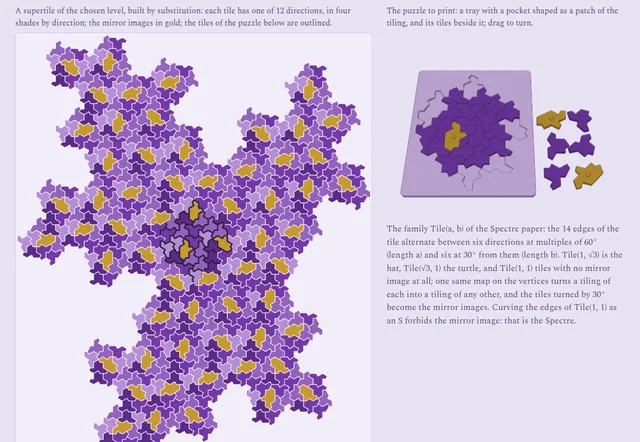 A supertile of the chosen level, built by substitution: each tile has one of 12 directions, in four
shades by direction; the mirror images in gold; the tiles of the puzzle below are outlined.
The puzzle to print: a tray with a pocket shaped as a patch of the
tiling, and its tiles beside it; drag to turn.
The family Tile(a, b) of the Spectre paper: the 14 edges of the
tile alternate between six directions at multiples of 60°
(length a) and six at 30° from them (length b). Tile(1, √3) is the
hat, Tile(√3, 1) the turtle, and Tile(1, 1) tiles with no mirror
image at all; one same map on the vertices turns a tiling of
each into a tiling of any other, and the tiles turned by 30°
become the mirror images. Curving the edges of Tile(1, 1) as
an S forbids the mirror image: that is the Spectre.